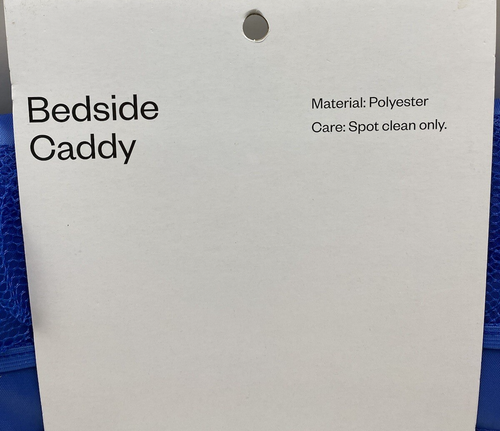 Bedside
Caddy
Material: Polyester
Care: Spot clean only.